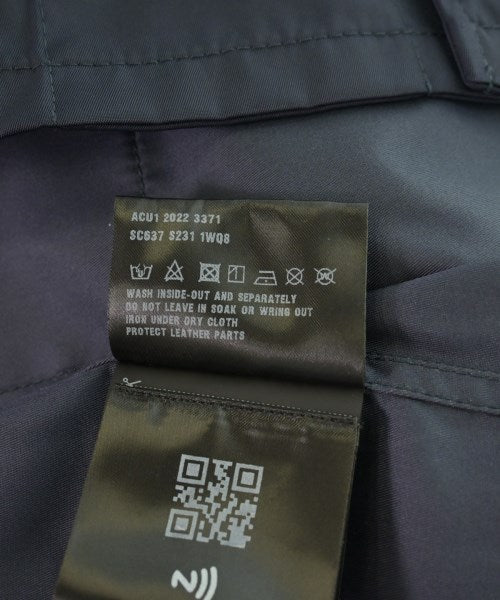 ACU1 2022 3371
SC637 S231 1WQ8
WASH INSIDE-OUT AND SEPARATELY
DO NOT LEAVE IN SOAK OR WRING OUT
IRON UNDER DRY CLOTH
PROTECT LEATHER PARTS